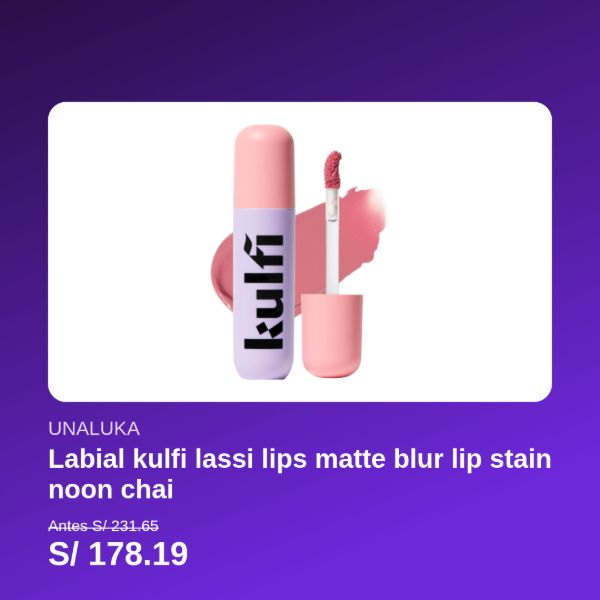 kulfi
UNALUKA
Labial kulfi lassi lips matte blur lip stain
noon chai
Antes S/ 231.65
S/ 178.19